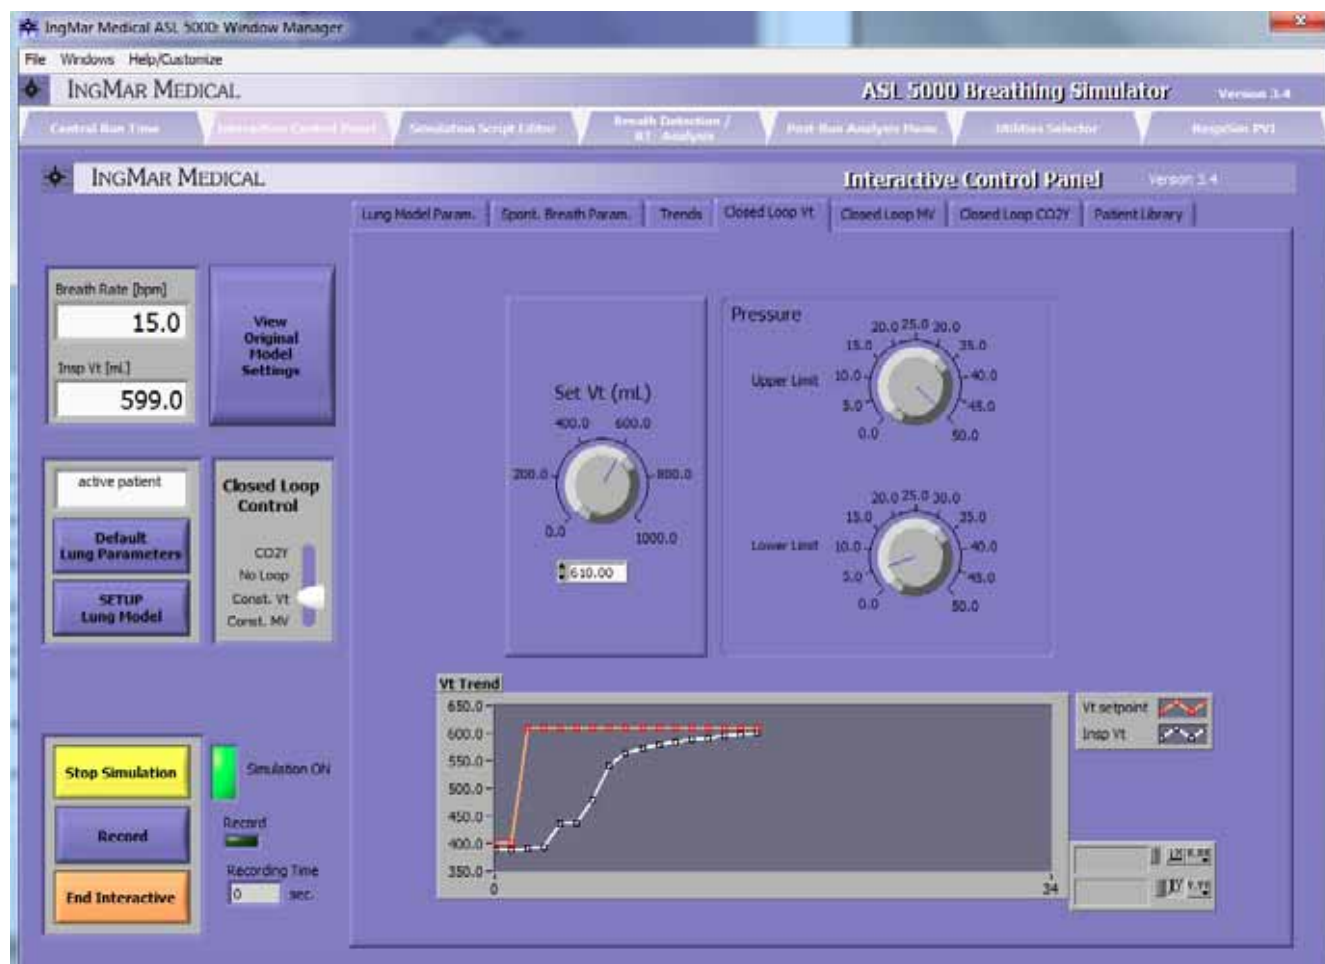 IngMar Medical ASL 5000: Window Manager
File Windows Help/Customize
INGMAR MEDICAL
ASL 5000 Breathing Simulator
Version 3.4
Central Run Time
Interactive Control Panel
Simulation Script Editor
Breath Detection /
RT- Analysis
Post-Run Analysis Menu
Utilities Selector
RespiSim PVI
INGMAR MEDICAL
Interactive Control Panel
Version 3.4
Lung Model Param.
Spont. Breath Param.
Trends
Closed Loop Vt
Closed Loop MV
Closed Loop CO2Y
Patient Library
Breath Rate [bpm]
15.0
Insp Vt [mL]
599.0
View
Original
Model
Settings
active patient
Default
Lung Parameters
SETUP
Lung Model
Closed Loop
Control
CO2Y
No Loop
Const. Vt
Const. MV
Set Vt (mL)
400.0 600.0
200.0 800.0
0.0 1000.0
610.00
Pressure
Upper Limit
20.0 25.0 30.0
15.0 35.0
10.0 40.0
5.0 45.0
0.0 50.0
Lower Limit
20.0 25.0 30.0
15.0 35.0
10.0 40.0
5.0 45.0
0.0 50.0
Stop Simulation
Simulation ON
Record
Record
Recording Time
0 sec.
End Interactive
Vt Trend
650.0
600.0
550.0
500.0
450.0
400.0
350.0
0 34
Vt setpoint
Insp Vt